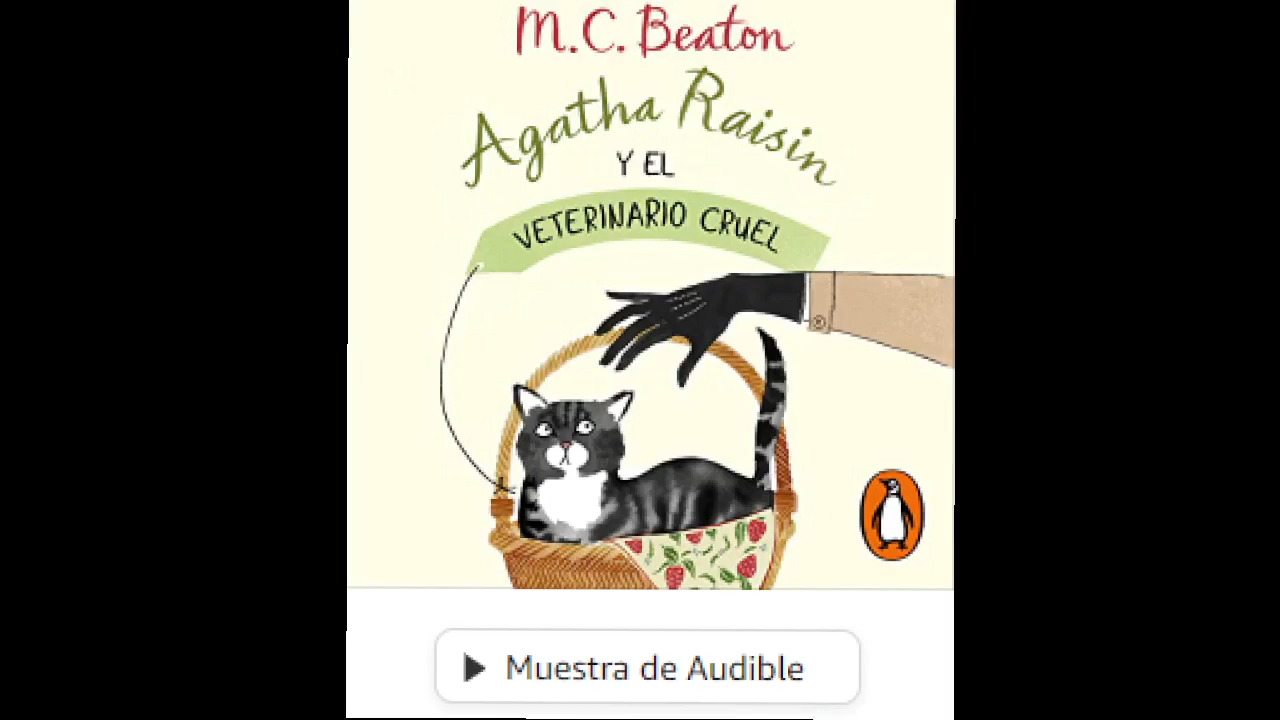 M.C. Beaton
Agatha Raisin
Y EL
VETERINARIO CRUEL
Muestra de Audible